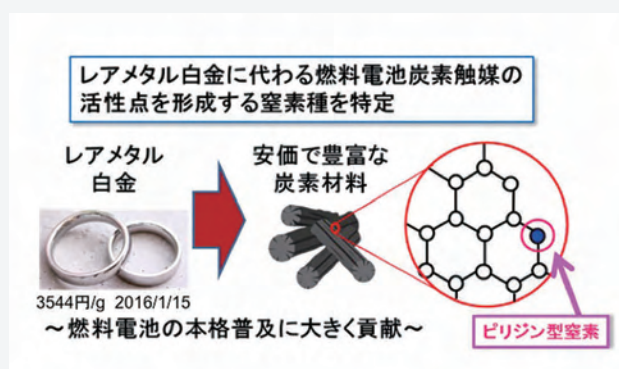 レアメタル白金に代わる燃料電池炭素触媒の
活性点を形成する窒素種を特定
レアメタル
白金
安価で豊富な
炭素材料
3544円/g 2016/1/15
～燃料電池の本格普及に大きく貢献～
ピリジン型窒素